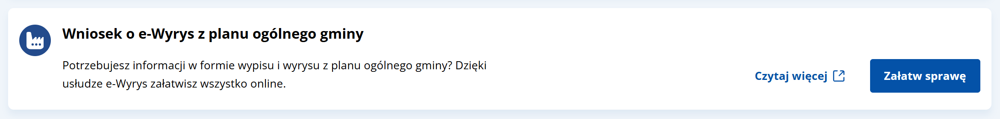 Wniosek o e-Wyrys z planu ogólnego gminy
Potrzebujesz informacji w formie wypisu i wyrysu z planu ogólnego gminy? Dzięki
usłudze e-Wyrys załatwisz wszystko online.
Czytaj więcej
Załatw sprawę